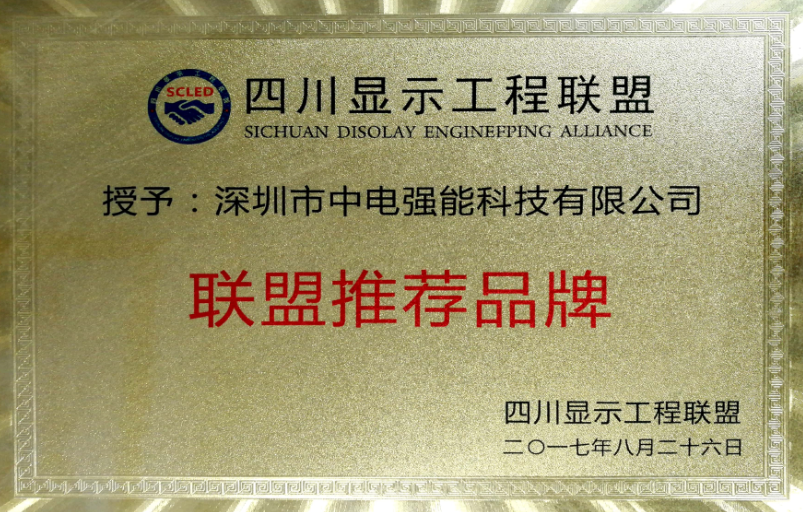 SCLED
四川显示工程联盟
SICHUAN DISOLAY ENGINEFPING ALLIANCE
授予：深圳市中电强能科技有限公司
联盟推荐品牌
四川显示工程联盟
二〇一七年八月二十六日